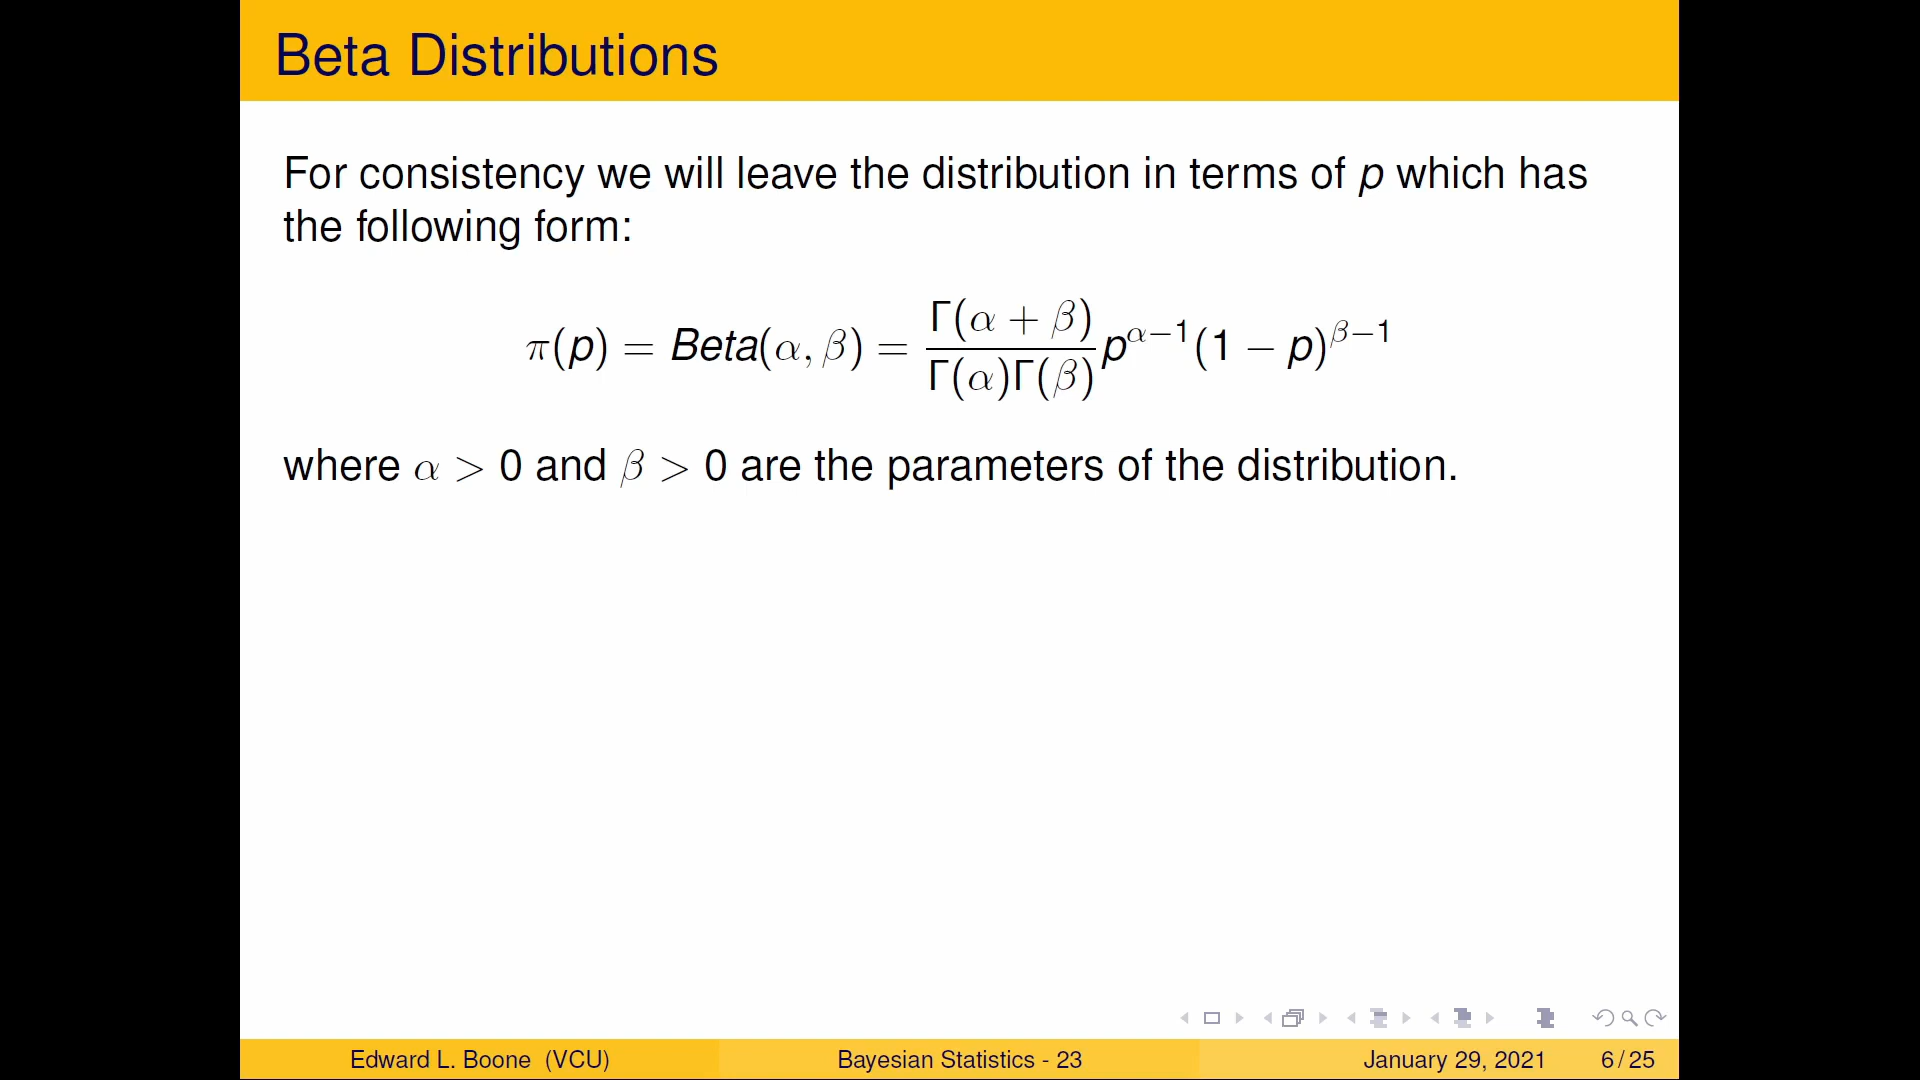 Beta Distributions
For consistency we will leave the distribution in terms of p which has
the following form:
π(p) = Beta(α, β) = \frac{Γ(α + β)}{Γ(α)Γ(β)} p^{α−1}(1 − p)^{β−1}
where α > 0 and β > 0 are the parameters of the distribution.
Edward L. Boone (VCU) Bayesian Statistics - 23 January 29, 2021 6 / 25